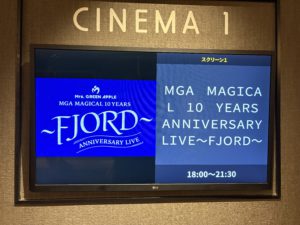 CINEMA 1
スクリーン1
Mrs. GREEN APPLE
MGA MAGICAL 10 YEARS
～FJORD～
ANNIVERSARY LIVE
MGA MAGICA
L 10 YEARS
ANNIVERSARY
LIVE～FJORD～
18:00～21:30
LG